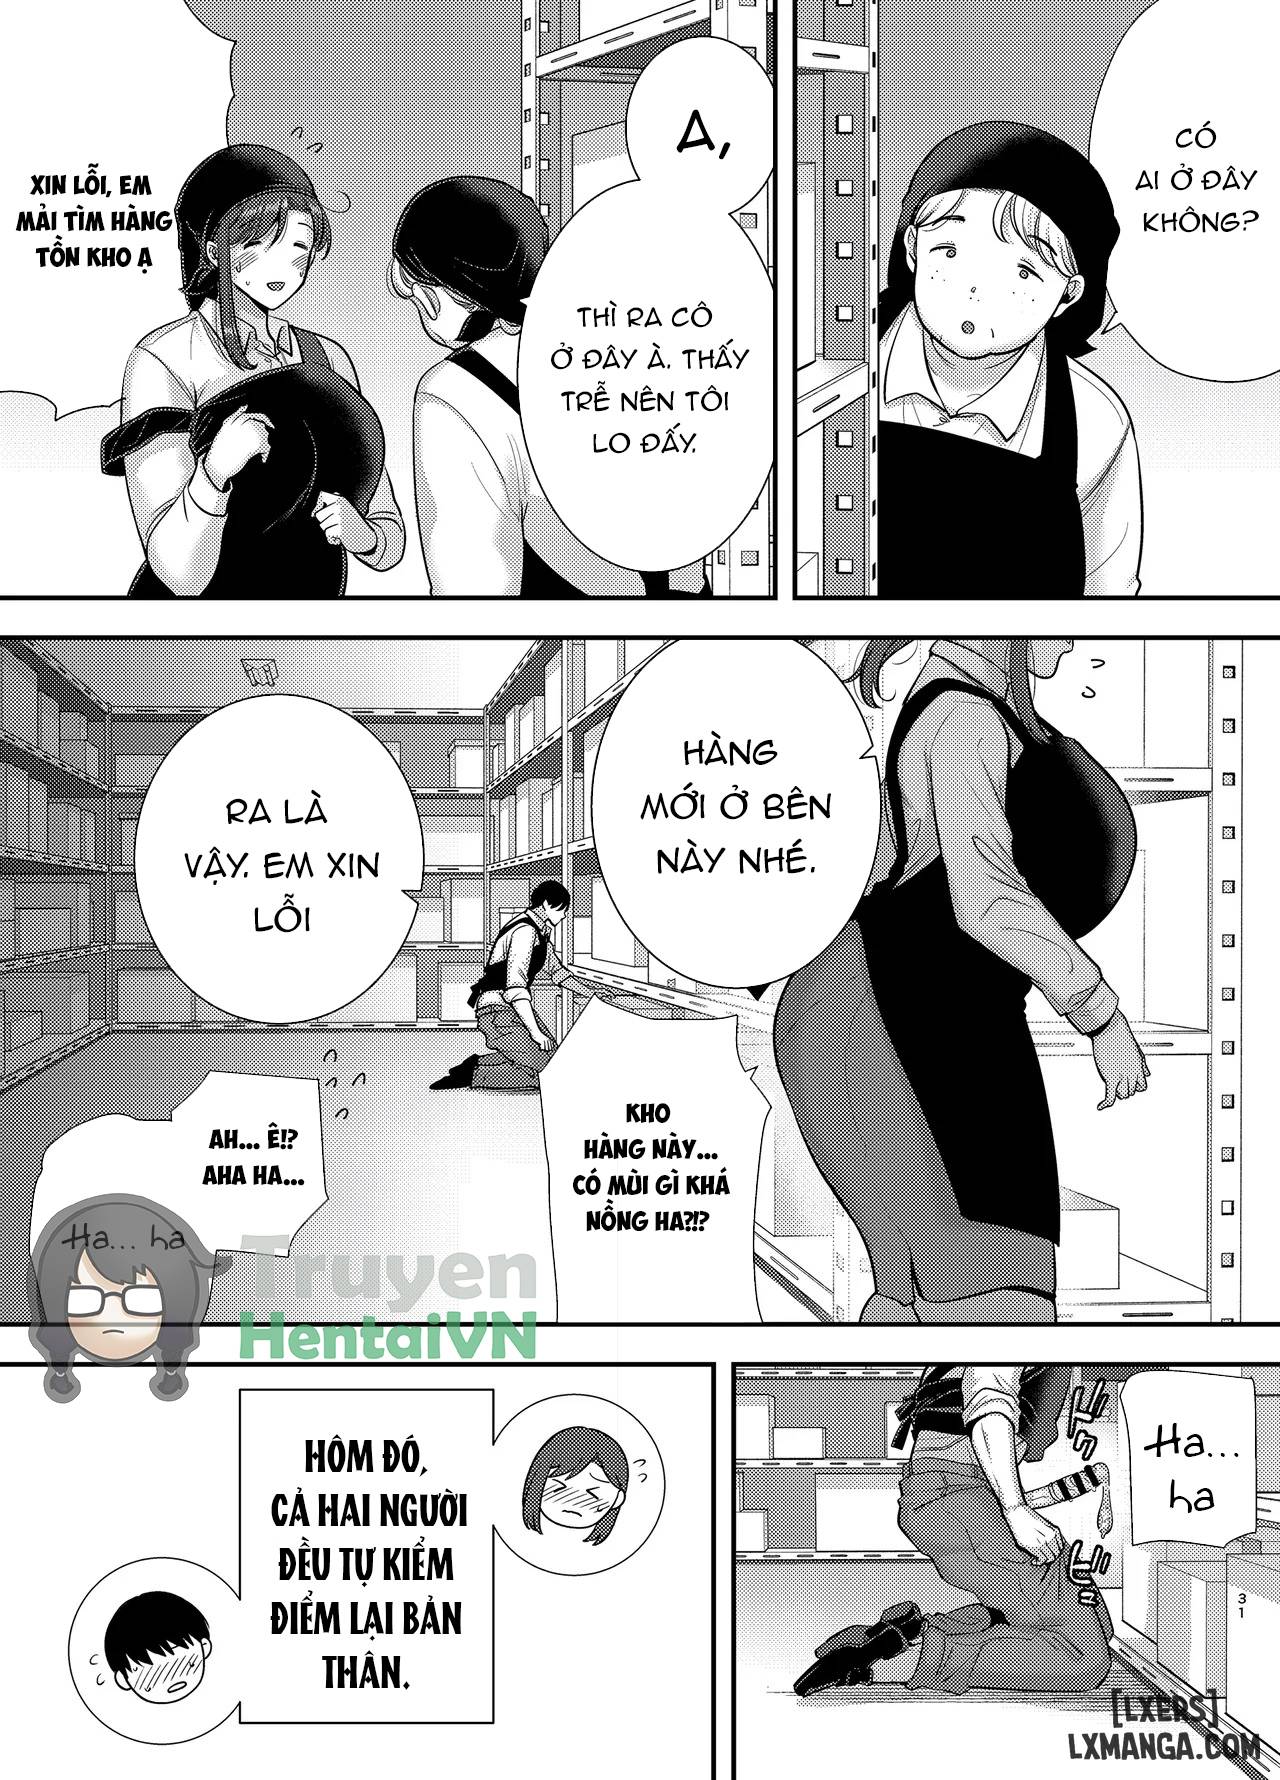 CÓ
AI Ở ĐÂY
KHÔNG?
A,
THÌ RA CÔ
Ở ĐÂY À. THẤY
TRỄ NÊN TÔI
LO ĐẤY.
XIN LỖI, EM
MẢI TÌM HÀNG
TỒN KHO Ạ
HÀNG
MỚI Ở BÊN
NÀY NHÉ.
RA LÀ
VẬY. EM XIN
LỖI
KHO
HÀNG NÀY...
CÓ MÙI GÌ KHÁ
NỒNG HA?!?
AH... Ê!?
AHA HA...
Ha... ha
Truyen
HentaiVN
Ha...
ha
31
HÔM ĐÓ,
CẢ HAI NGƯỜI
ĐỀU TỰ KIỂM
ĐIỂM LẠI BẢN
THÂN.
[LXERS]
LXMANGA.COM